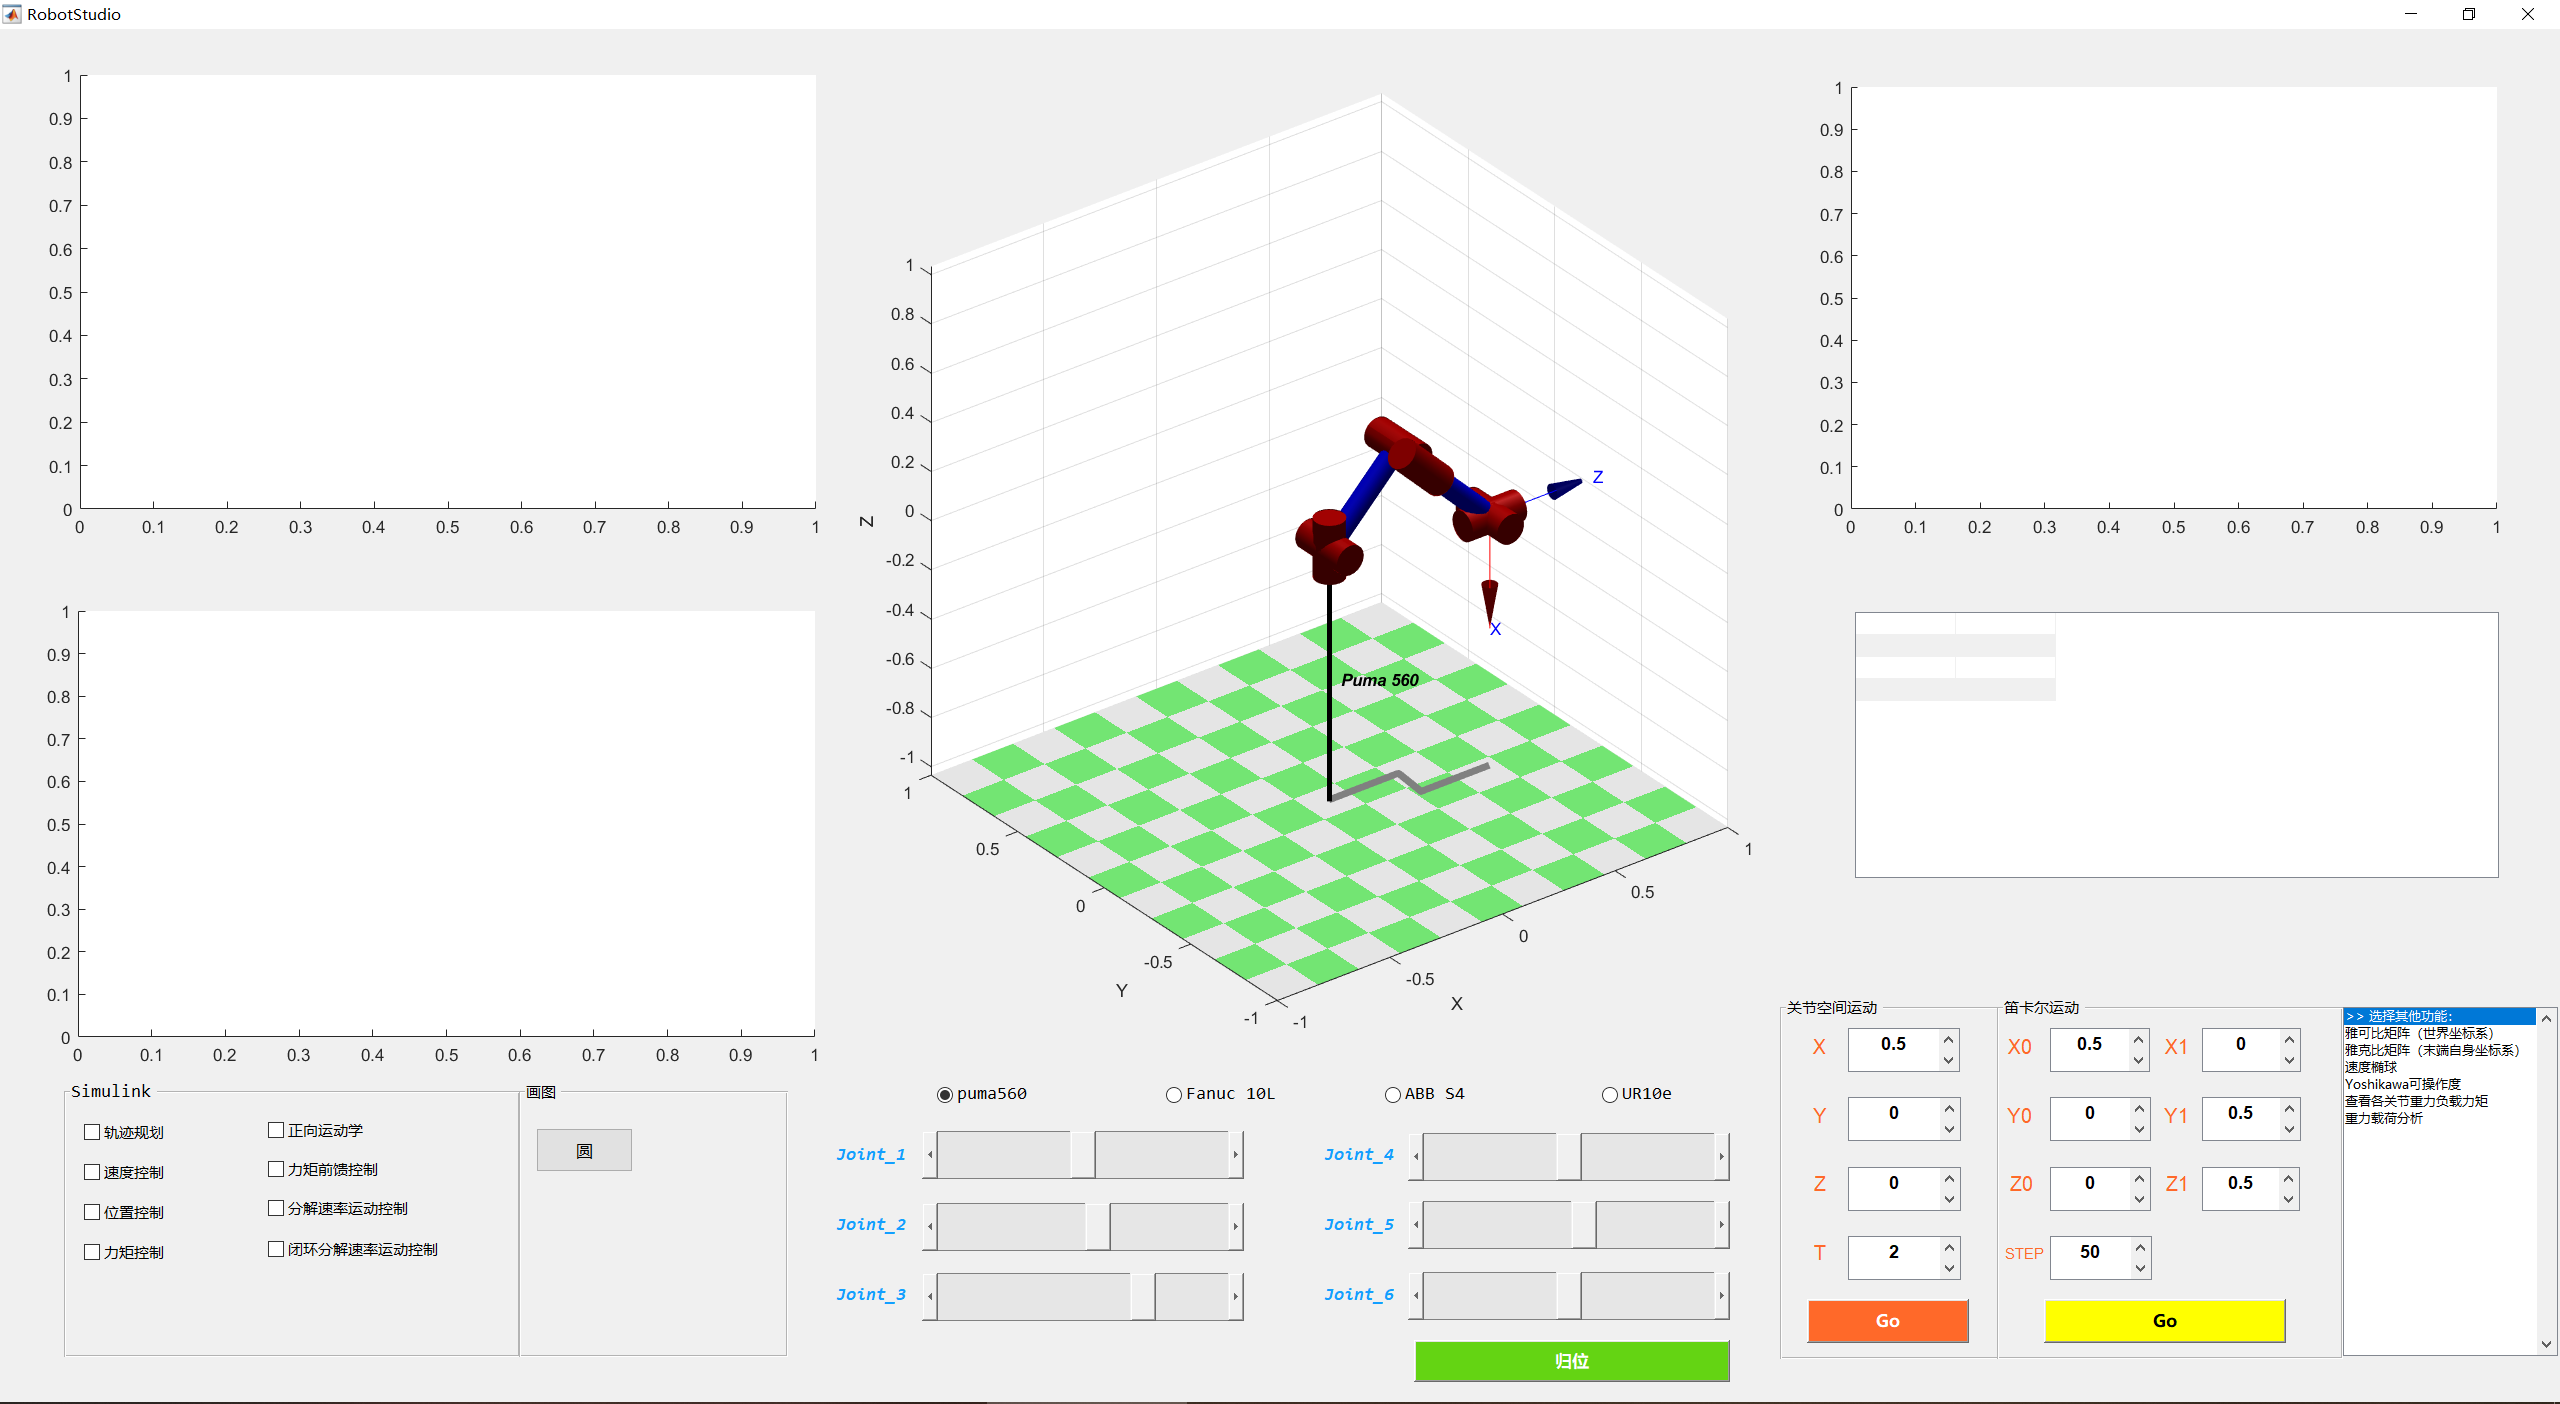 RobotStudio
1
0.9
0.8
0.7
0.6
0.5
0.4
0.3
0.2
0.1
0
0 0.1 0.2 0.3 0.4 0.5 0.6 0.7 0.8 0.9 1
1
0.9
0.8
0.7
0.6
0.5
0.4
0.3
0.2
0.1
0
0 0.1 0.2 0.3 0.4 0.5 0.6 0.7 0.8 0.9 1
1
0.8
0.6
0.4
0.2
0
-0.2
-0.4
-0.6
-0.8
-1
Z
Z
X
Puma 560
1
0.5
0
-0.5
-1
Y
-1
-0.5
0
0.5
1
X
1
0.9
0.8
0.7
0.6
0.5
0.4
0.3
0.2
0.1
0
0 0.1 0.2 0.3 0.4 0.5 0.6 0.7 0.8 0.9 1
Simulink
轨迹规划
速度控制
位置控制
力矩控制
正向运动学
力矩前馈控制
分解速率运动控制
闭环分解速率运动控制
画图
圆
puma560 Fanuc 10L ABB S4 UR10e
Joint_1
Joint_2
Joint_3
Joint_4
Joint_5
Joint_6
归位
关节空间运动
X 0.5
Y 0
Z 0
T 2
Go
笛卡尔运动
X0 0.5 X1 0
Y0 0 Y1 0.5
Z0 0 Z1 0.5
STEP 50
Go
>> 选择其他功能:
雅可比矩阵（世界坐标系）
雅克比矩阵（末端自身坐标系）
速度椭球
Yoshikawa可操作度
查看各关节重力负载力矩
重力载荷分析